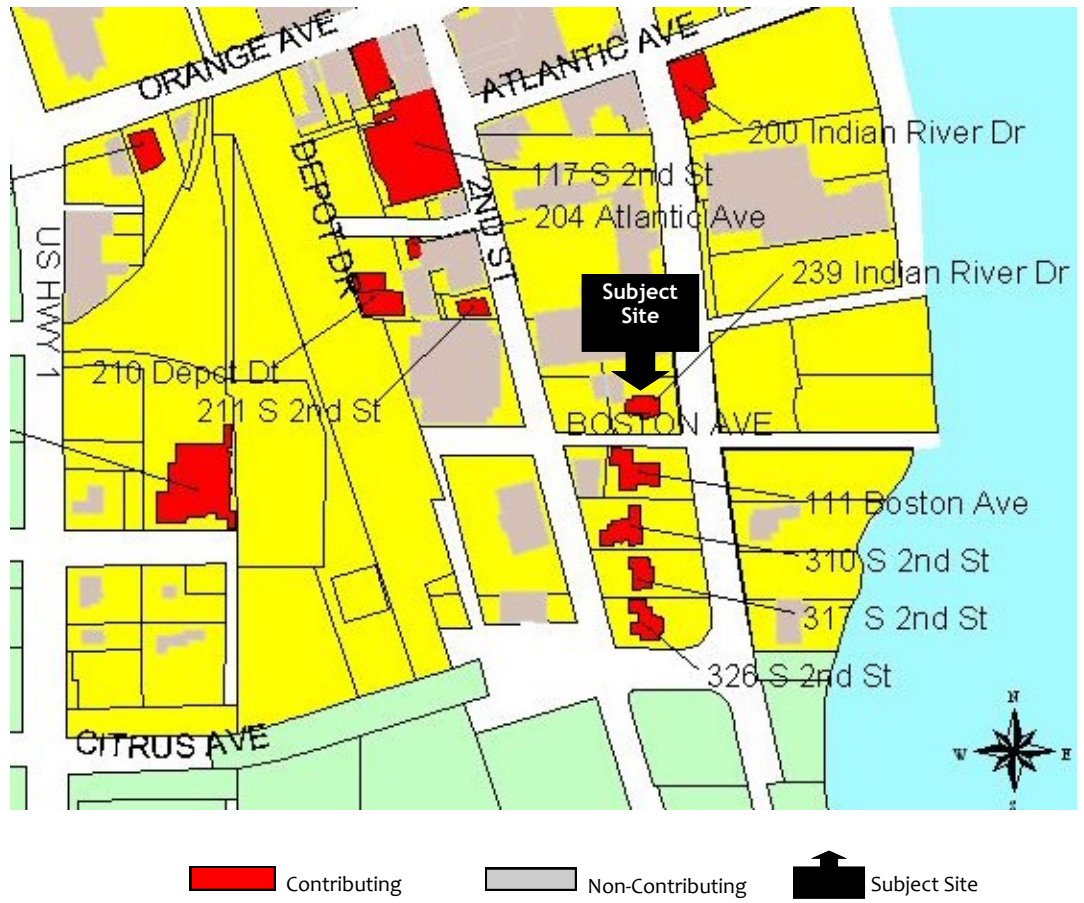 ORANGE AVE
ATLANTIC AVE
200 Indian River Dr
117 S 2nd St
DEPOT DR
2ND ST
204 Atlantic Ave
US HWY 1
239 Indian River Dr
Subject
Site
210 Depot Dt
211 S 2nd St
BOSTON AVE
111 Boston Ave
310 S 2nd St
317 S 2nd St
326 S 2nd St
CITRUS AVE
N
W E
S
Contributing
Non-Contributing
Subject Site